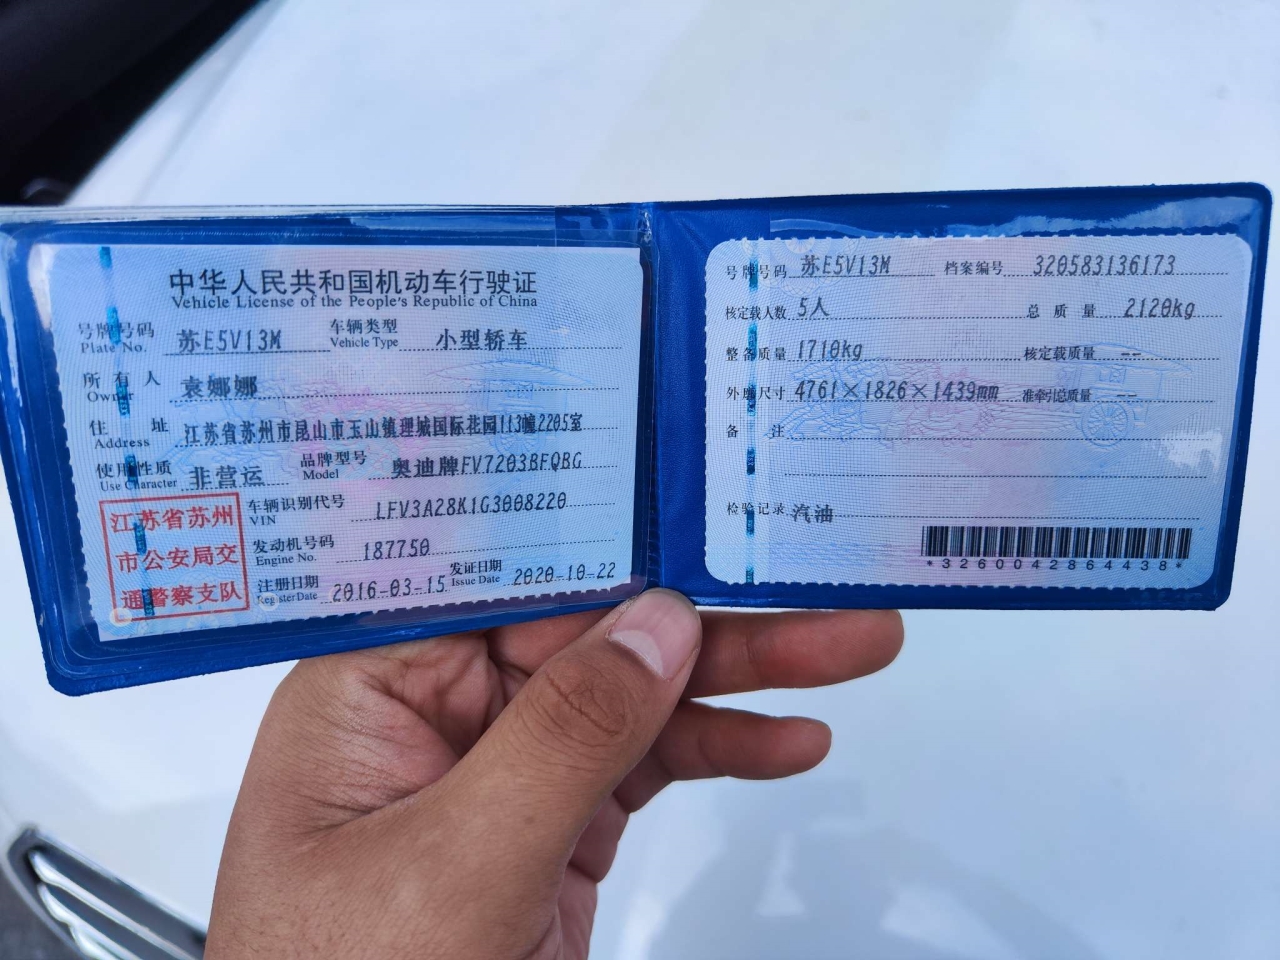 中华人民共和国机动车行驶证
Vehicle License of the People's Republic of China
号牌号码 苏E5V13M 车辆类型 小型轿车
Plate No. Vehicle Type
所有人 袁娜娜
Owner
住址 江苏省苏州市昆山市玉山镇理城国际花园113幢2205室
Address
使用性质 非营运 品牌型号 奥迪牌FV7203BFQBG
Use Character Model
江苏省苏州
市公安局交
通警察支队
车辆识别代号 LFV3A28K1G3008220
VIN
发动机号码 187750
Engine No.
注册日期 2016-03-15 发证日期 2020-10-22
Register Date Issue Date
号牌号码 苏E5V13M 档案编号 320583136173
核定载人数 5人 总质量 2120kg
整备质量 1710kg 核定载质量 --
外廓尺寸 4761×1826×1439mm 准牵引总质量 --
备注
检验记录 汽油
*3260042864438*